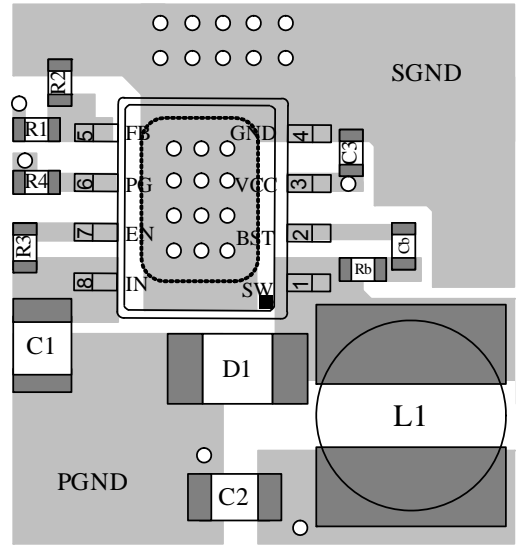 R2
SGND
R1
5
FB
GND
4
C3
R4
6
PG
VCC
3
R3
7
EN
BST
2
Cb
Rb
8
IN
SW
1
C1
D1
L1
PGND
C2